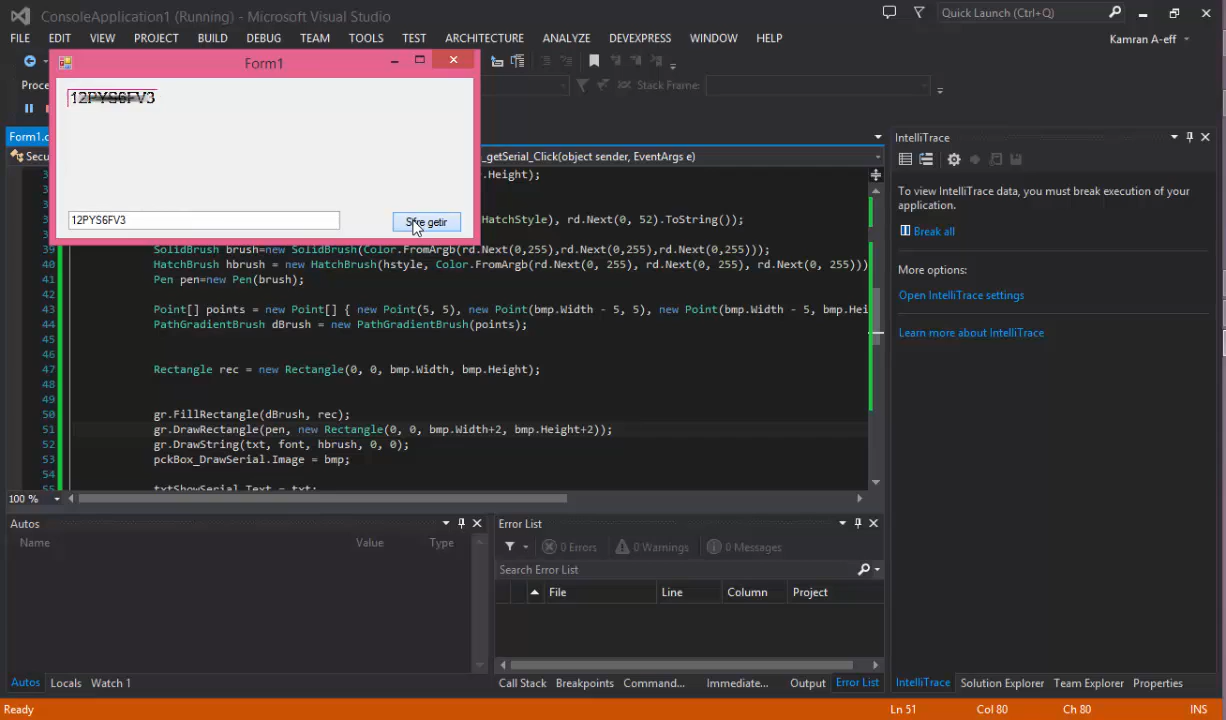 ConsoleApplication1 (Running) - Microsoft Visual Studio
Quick Launch (Ctrl+Q)
FILE EDIT VIEW PROJECT BUILD DEBUG TEAM TOOLS TEST ARCHITECTURE ANALYZE DEVEXPRESS WINDOW HELP
Kamran A-eff
Form1
Proce
Stack Frame:
12PYS6FV3
Form1.c
Secu
_getSerial_Click(object sender, EventArgs e)
.Height);
HatchStyle), rd.Next(0, 52).ToString());
12PYS6FV3
39 SolidBrush brush=new SolidBrush(Color.FromArgb(rd.Next(0,255),rd.Next(0,255),rd.Next(0,255)));
40 HatchBrush hbrush = new HatchBrush(hstyle, Color.FromArgb(rd.Next(0, 255), rd.Next(0, 255), rd.Next(0, 255)))
41 Pen pen=new Pen(brush);
42
43 Point[] points = new Point[] { new Point(5, 5), new Point(bmp.Width - 5, 5), new Point(bmp.Width - 5, bmp.Hei
44 PathGradientBrush dBrush = new PathGradientBrush(points);
45
46
47 Rectangle rec = new Rectangle(0, 0, bmp.Width, bmp.Height);
48
49
50 gr.FillRectangle(dBrush, rec);
51 gr.DrawRectangle(pen, new Rectangle(0, 0, bmp.Width+2, bmp.Height+2));
52 gr.DrawString(txt, font, hbrush, 0, 0);
53 pckBox_DrawSerial.Image = bmp;
54
55 txtShowSerial.Text = txt;
100 %
IntelliTrace
To view IntelliTrace data, you must break execution of your
application.
Break all
More options:
Open IntelliTrace settings
Learn more about IntelliTrace
Autos
Name Value Type
Error List
0 Errors 0 Warnings 0 Messages
Search Error List
File Line Column Project
Autos Locals Watch 1
Call Stack Breakpoints Command... Immediate... Output Error List
IntelliTrace Solution Explorer Team Explorer Properties
Ready
Ln 51 Col 80 Ch 80 INS